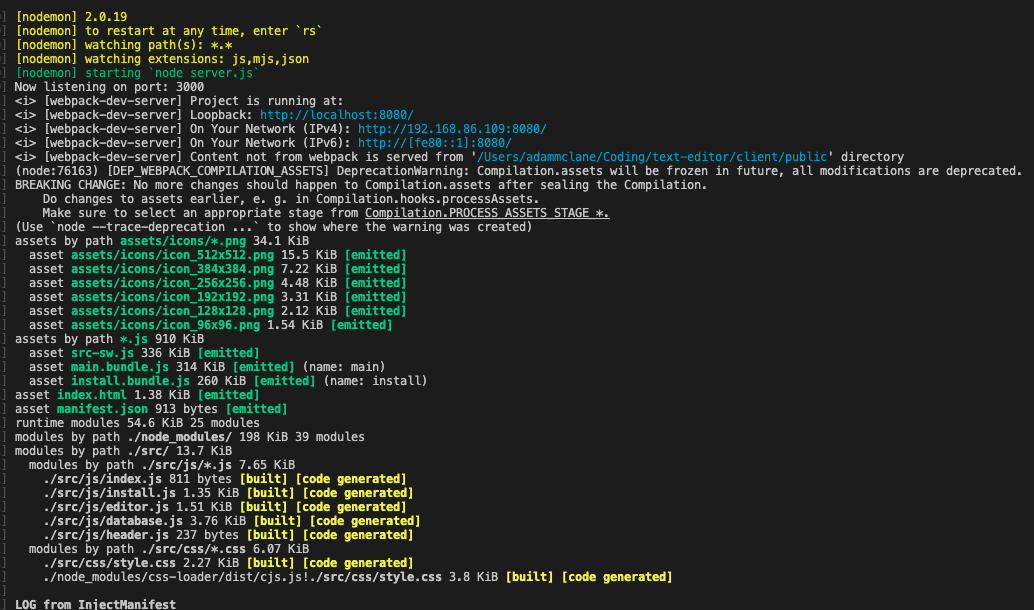 ] [nodemon] 2.0.19
] [nodemon] to restart at any time, enter `rs`
] [nodemon] watching path(s): *.*
] [nodemon] watching extensions: js,mjs,json
] [nodemon] starting `node server.js`
] Now listening on port: 3000
] <i> [webpack-dev-server] Project is running at:
] <i> [webpack-dev-server] Loopback: http://localhost:8080/
] <i> [webpack-dev-server] On Your Network (IPv4): http://192.168.86.109:8080/
] <i> [webpack-dev-server] On Your Network (IPv6): http://[fe80::1]:8080/
] <i> [webpack-dev-server] Content not from webpack is served from '/Users/adammclane/Coding/text-editor/client/public' directory
] (node:76163) [DEP_WEBPACK_COMPILATION_ASSETS] DeprecationWarning: Compilation.assets will be frozen in future, all modifications are deprecated.
] BREAKING CHANGE: No more changes should happen to Compilation.assets after sealing the Compilation.
] Do changes to assets earlier, e. g. in Compilation.hooks.processAssets.
] Make sure to select an appropriate stage from Compilation.PROCESS_ASSETS_STAGE_*.
] (Use `node --trace-deprecation ...` to show where the warning was created)
] assets by path assets/icons/*.png 34.1 KiB
] asset assets/icons/icon_512x512.png 15.5 KiB [emitted]
] asset assets/icons/icon_384x384.png 7.22 KiB [emitted]
] asset assets/icons/icon_256x256.png 4.48 KiB [emitted]
] asset assets/icons/icon_192x192.png 3.31 KiB [emitted]
] asset assets/icons/icon_128x128.png 2.12 KiB [emitted]
] asset assets/icons/icon_96x96.png 1.54 KiB [emitted]
] assets by path *.js 910 KiB
] asset src-sw.js 336 KiB [emitted]
] asset main.bundle.js 314 KiB [emitted] (name: main)
] asset install.bundle.js 260 KiB [emitted] (name: install)
] asset index.html 1.38 KiB [emitted]
] asset manifest.json 913 bytes [emitted]
] runtime modules 54.6 KiB 25 modules
] modules by path ./node_modules/ 198 KiB 39 modules
] modules by path ./src/ 13.7 KiB
] modules by path ./src/js/*.js 7.65 KiB
] ./src/js/index.js 811 bytes [built] [code generated]
] ./src/js/install.js 1.35 KiB [built] [code generated]
] ./src/js/editor.js 1.51 KiB [built] [code generated]
] ./src/js/database.js 3.76 KiB [built] [code generated]
] ./src/js/header.js 237 bytes [built] [code generated]
] modules by path ./src/css/*.css 6.07 KiB
] ./src/css/style.css 2.27 KiB [built] [code generated]
] ./node_modules/css-loader/dist/cjs.js!./src/css/style.css 3.8 KiB [built] [code generated]
]
] LOG from InjectManifest